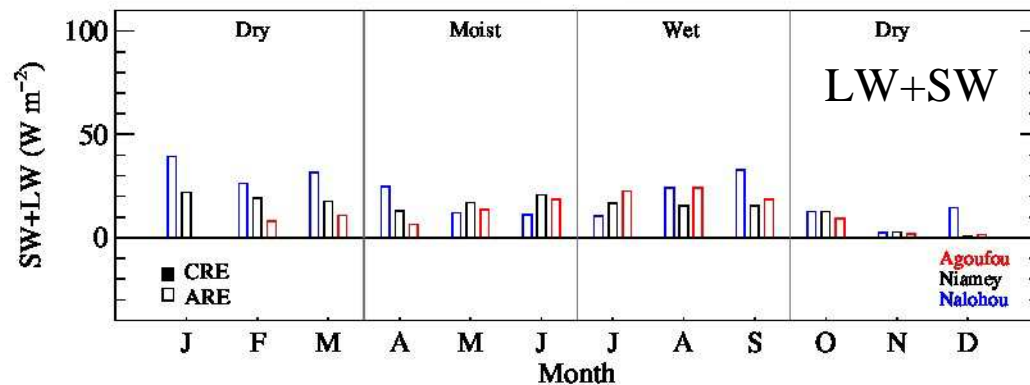 100
50
0
SW+LW (W m−2)
Dry Moist Wet Dry
LW+SW
CRE
ARE
Agoufou
Niamey
Nalohou
J F M A M J J A S O N D
Month